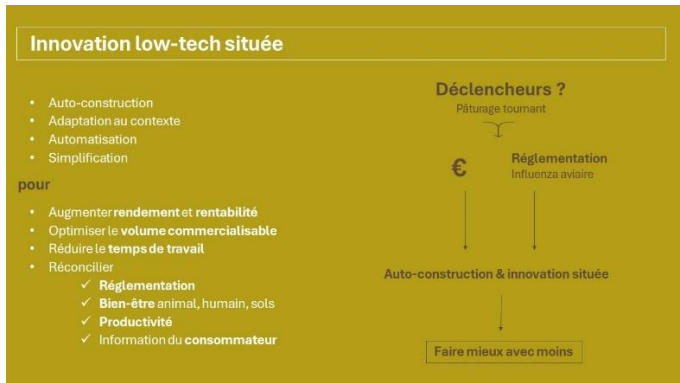 Innovation low-tech située
• Auto-construction
• Adaptation au contexte
• Automatisation
• Simplification
pour
• Augmenter rendement et rentabilité
• Optimiser le volume commercialisable
• Réduire le temps de travail
• Réconcilier
✓ Réglementation
✓ Bien-être animal, humain, sols
✓ Productivité
✓ Information du consommateur
Déclencheurs ?
Pâturage tournant
€
Réglementation
Influenza aviaire
Auto-construction & innovation située
Faire mieux avec moins